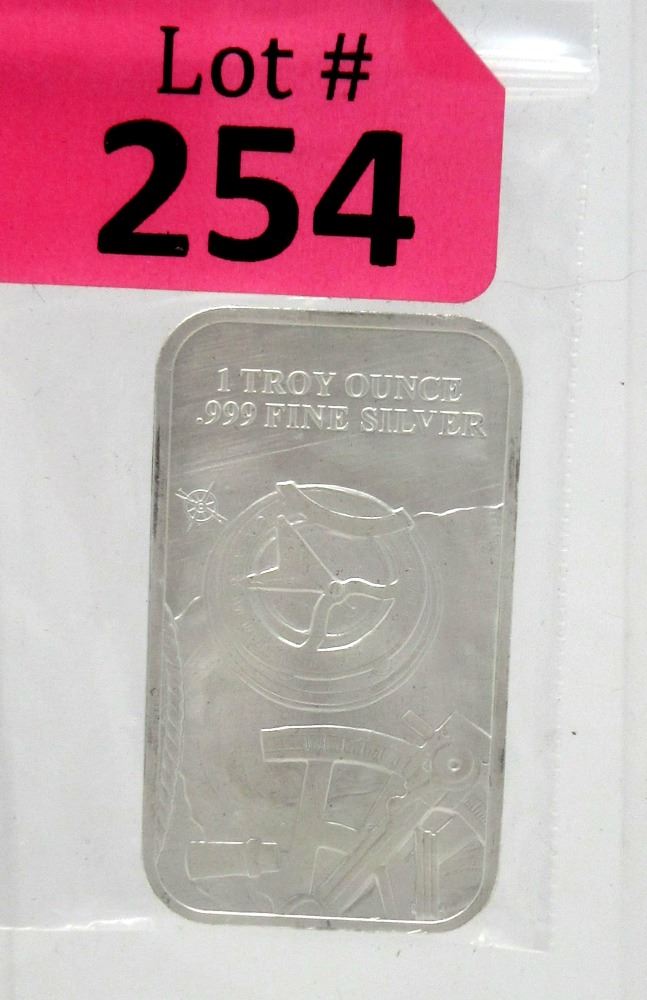 Lot #
254
1 TROY OUNCE
.999 FINE SILVER